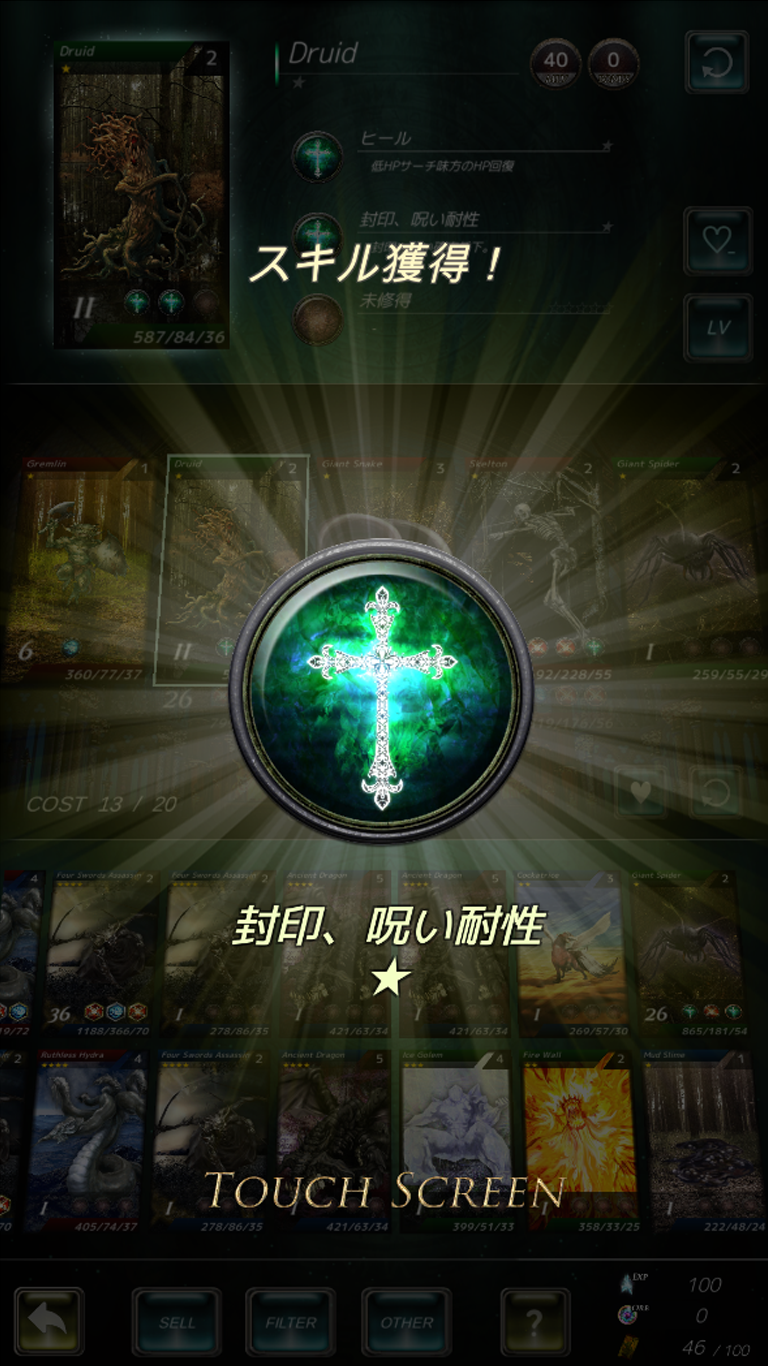 Druid
2
Druid
40
0
ヒール
低HPサーチ味方のHP回復
封印、呪い耐性
スキル獲得！
未修得
-
II
587/84/36
LV
Gremlin 1
Druid 2
Giant Snake 3
Skelton 2
Giant Spider 2
6
II
I
360/77/37
92/228/55
259/55/29
26
COST 13 / 20
封印、呪い耐性
4
Four Swords Assassin 2
Four Swords Assassin 2
Ancient Dragon 5
Ancient Dragon 5
Cockatrice 3
Giant Spider 2
36
I
I
I
I
26
19/72
1188/366/70
278/86/35
421/63/34
421/63/34
269/57/30
865/181/54
2
Ruthless Hydra 4
Four Swords Assassin 2
Ancient Dragon 5
Ice Golem 4
Fire Wall 2
Mud Slime 1
TOUCH SCREEN
I
I
I
I
I
I
70
405/74/37
278/86/35
421/63/34
399/51/33
358/33/25
222/48/24
SELL
FILTER
OTHER
?
EXP 100
0
46 / 100